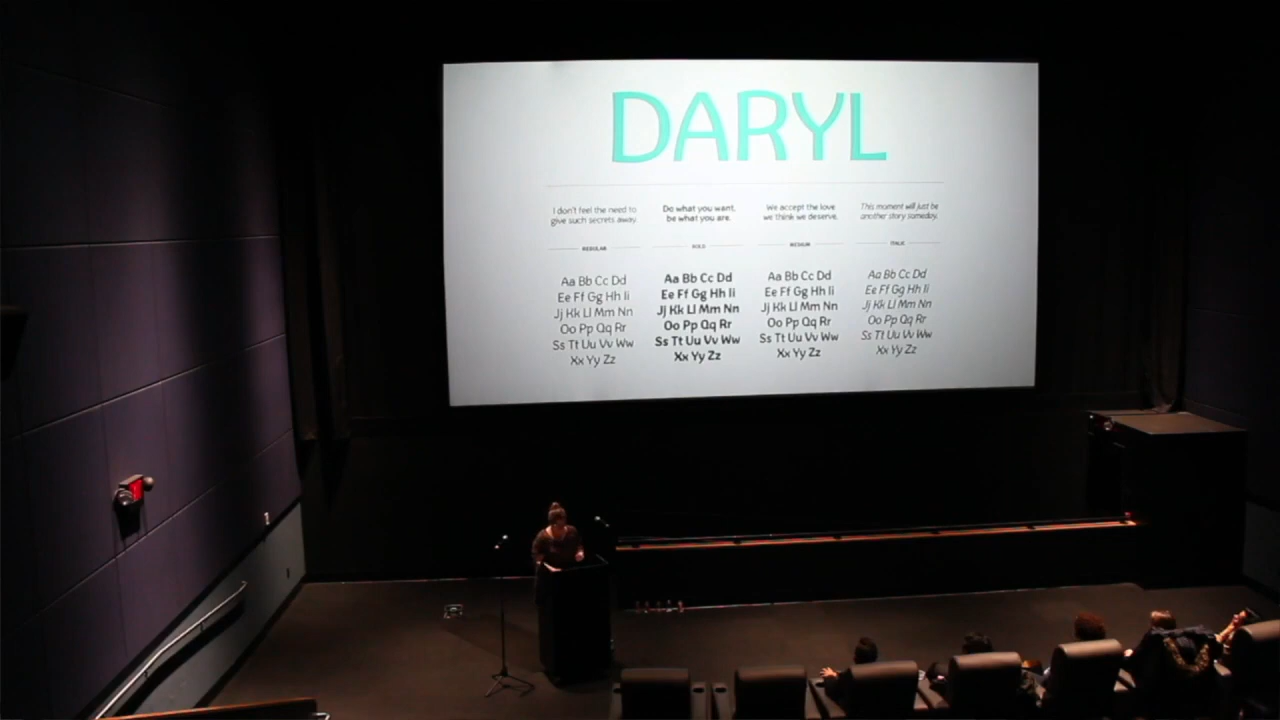 DARYL
I don't feel the need to
give such secrets away.
Do what you want,
be what you are.
We accept the love
we think we deserve.
This moment will just be
another story someday.
REGULAR
BOLD
MEDIUM
ITALIC
Aa Bb Cc Dd
Ee Ff Gg Hh Ii
Jj Kk Ll Mm Nn
Oo Pp Qq Rr
Ss Tt Uu Vv Ww
Xx Yy Zz
Aa Bb Cc Dd
Ee Ff Gg Hh Ii
Jj Kk Ll Mm Nn
Oo Pp Qq Rr
Ss Tt Uu Vv Ww
Xx Yy Zz
Aa Bb Cc Dd
Ee Ff Gg Hh Ii
Jj Kk Ll Mm Nn
Oo Pp Qq Rr
Ss Tt Uu Vv Ww
Xx Yy Zz
Aa Bb Cc Dd
Ee Ff Gg Hh Ii
Jj Kk Ll Mm Nn
Oo Pp Qq Rr
Ss Tt Uu Vv Ww
Xx Yy Zz